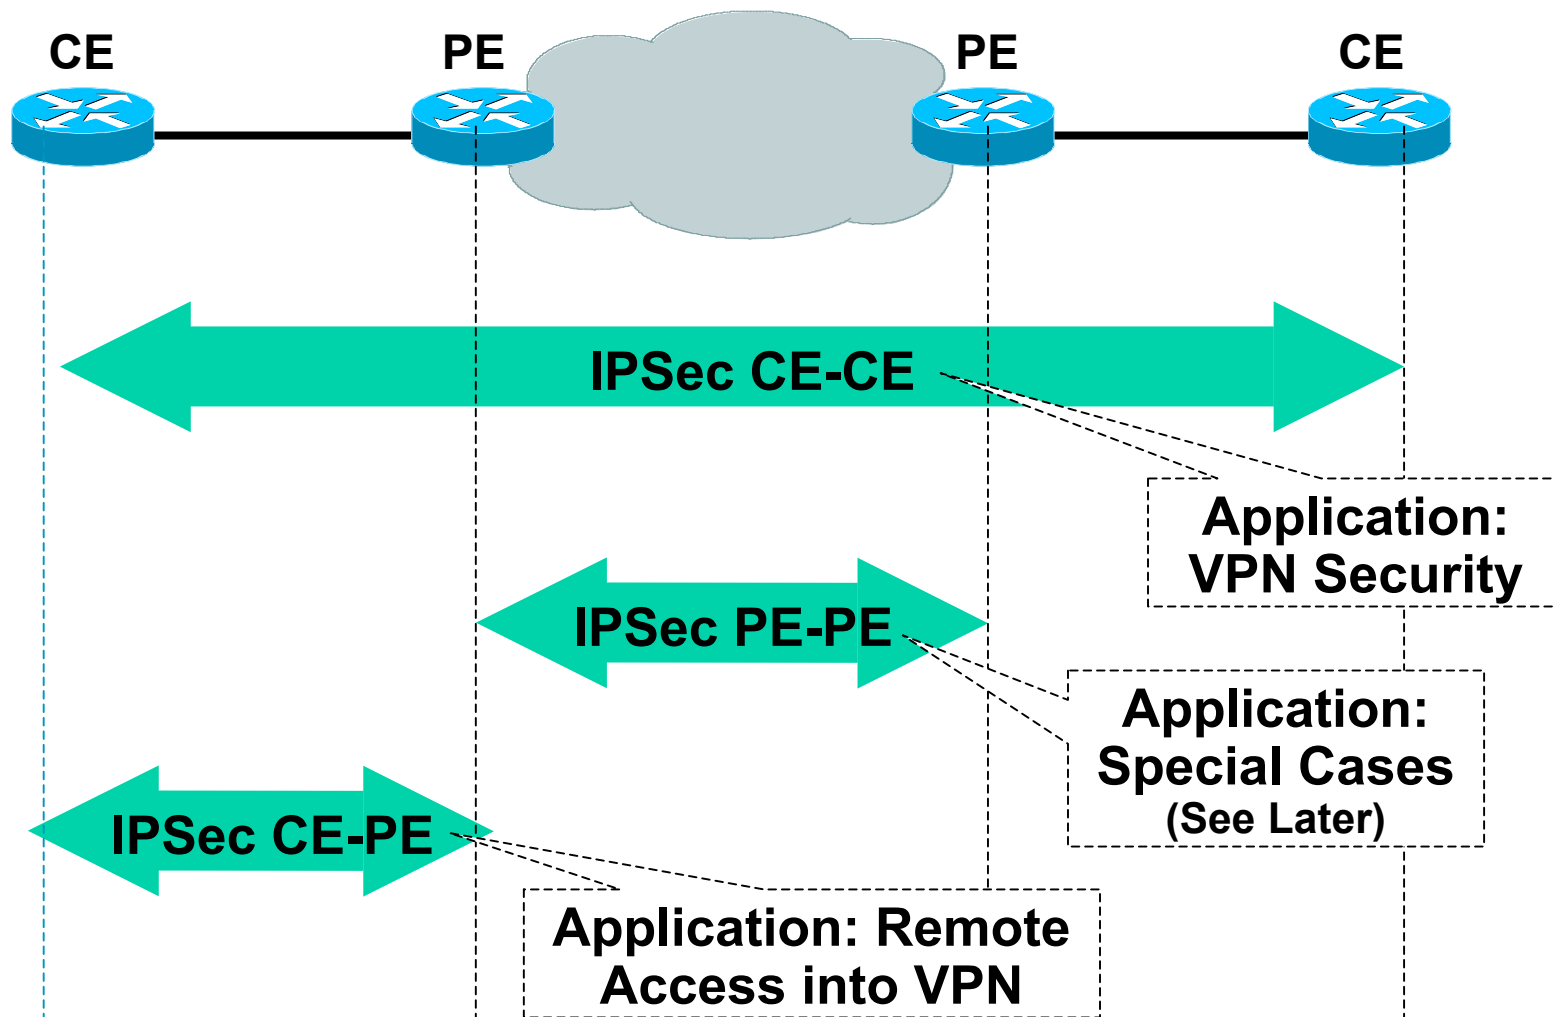 CE
PE
PE
CE
IPSec CE-CE
Application:
VPN Security
IPSec PE-PE
Application:
Special Cases
(See Later)
IPSec CE-PE
Application: Remote
Access into VPN